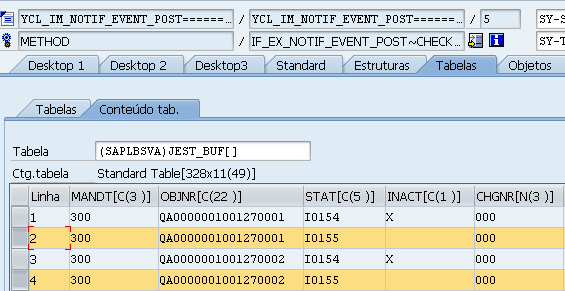 YCL_IM_NOTIF_EVENT_POST======... / YCL_IM_NOTIF_EVENT_POST======... / 5 SY-S
METHOD / IF_EX_NOTIF_EVENT_POST~CHECK... SY-T
Desktop 1 Desktop 2 Desktop3 Standard Estruturas Tabelas Objetos
Tabelas Conteúdo tab.
Tabela (SAPLBSVA)JEST_BUF[]
Ctg.tabela Standard Table[328x11(49)]
Linha MANDT[C(3 )] OBJNR[C(22 )] STAT[C(5 )] INACT[C(1 )] CHGNR[N(3 )]
1 300 QA0000001001270001 I0154 X 000
2 300 QA0000001001270001 I0155 000
3 300 QA0000001001270002 I0154 X 000
4 300 QA0000001001270002 I0155 000